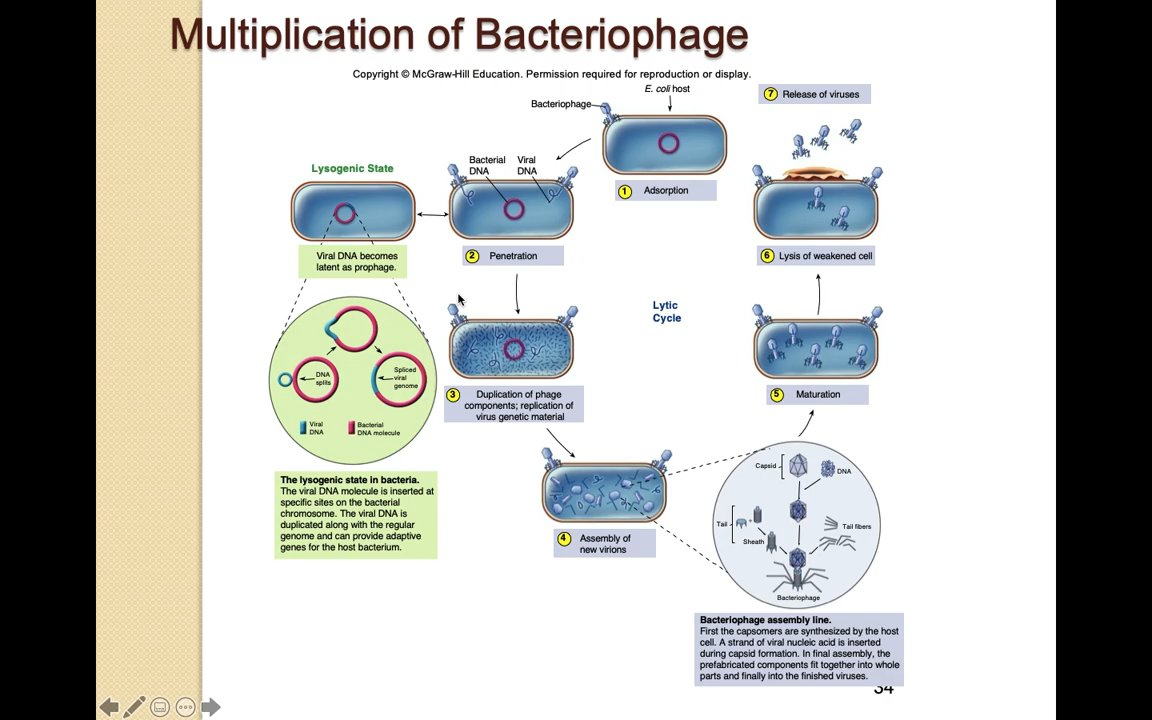 Multiplication of Bacteriophage
Copyright © McGraw-Hill Education. Permission required for reproduction or display.
E. coli host
Bacteriophage
1 Adsorption
Bacterial
DNA
Viral
DNA
2 Penetration
Lysogenic State
Viral DNA becomes
latent as prophage.
DNA
splits
Spliced
viral
genome
Viral
DNA
Bacterial
DNA molecule
The lysogenic state in bacteria.
The viral DNA molecule is inserted at
specific sites on the bacterial
chromosome. The viral DNA is
duplicated along with the regular
genome and can provide adaptive
genes for the host bacterium.
3 Duplication of phage
components; replication of
virus genetic material
Lytic
Cycle
4 Assembly of
new virions
Capsid
DNA
Tail
Sheath
Tail fibers
Bacteriophage
Bacteriophage assembly line.
First the capsomers are synthesized by the host
cell. A strand of viral nucleic acid is inserted
during capsid formation. In final assembly, the
prefabricated components fit together into whole
parts and finally into the finished viruses.
5 Maturation
6 Lysis of weakened cell
7 Release of viruses
34